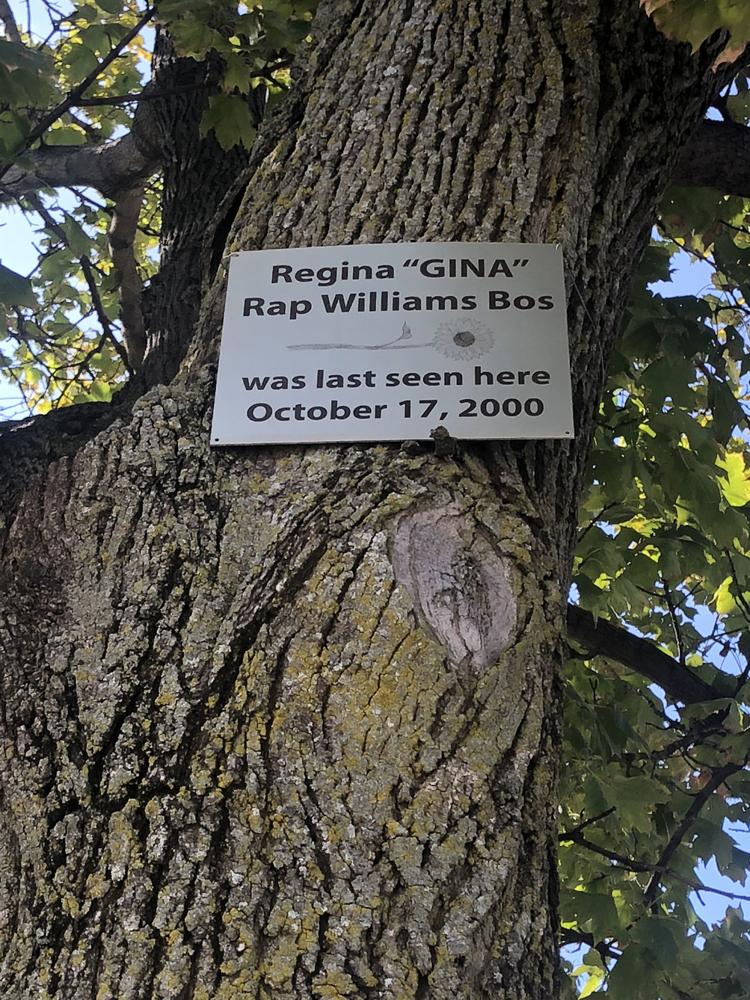 Regina “GINA”
Rap Williams Bos
was last seen here
October 17, 2000